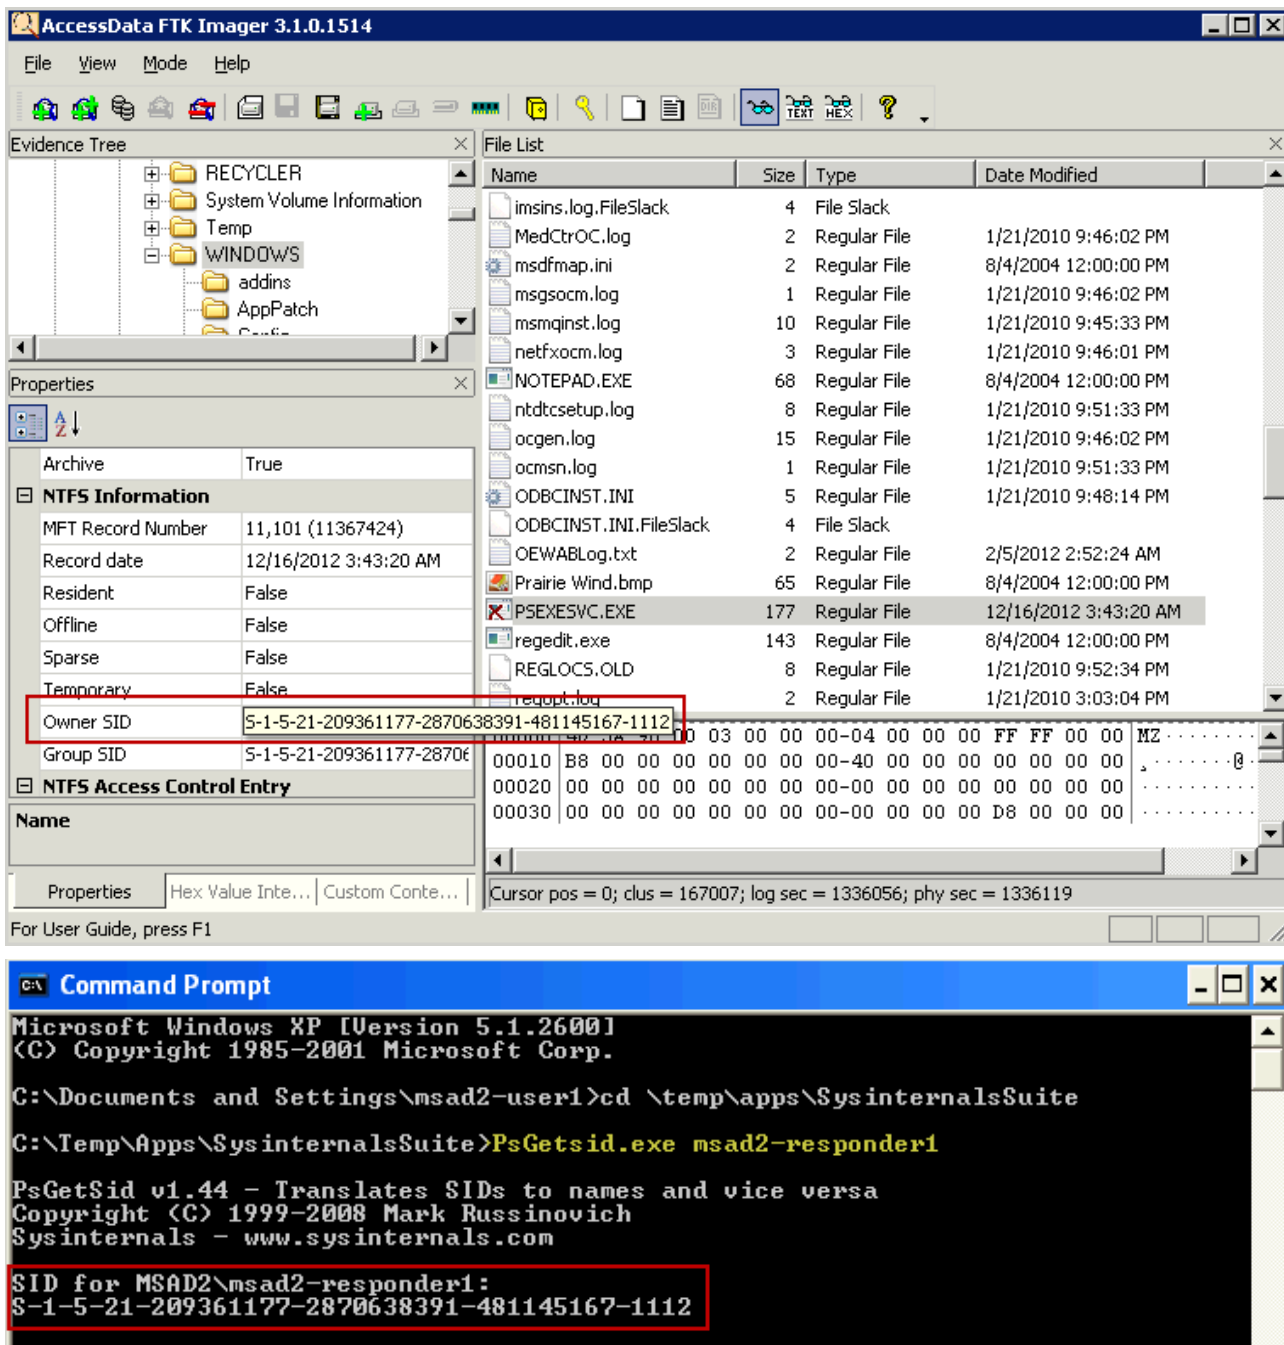 AccessData FTK Imager 3.1.0.1514
File View Mode Help
TEXT HEX DIR
Evidence Tree
RECYCLER
System Volume Information
Temp
WINDOWS
addins
AppPatch
Config
Properties
Archive True
NTFS Information
MFT Record Number 11,101 (11367424)
Record date 12/16/2012 3:43:20 AM
Resident False
Offline False
Sparse False
Temporary False
Owner SID S-1-5-21-209361177-2870638391-481145167-1112
Group SID S-1-5-21-209361177-28706
NTFS Access Control Entry
Name
Properties Hex Value Inte... Custom Conte...
File List
Name Size Type Date Modified
imsins.log.FileSlack 4 File Slack
MedCtrOC.log 2 Regular File 1/21/2010 9:46:02 PM
msdfmap.ini 2 Regular File 8/4/2004 12:00:00 PM
msgsocm.log 1 Regular File 1/21/2010 9:46:02 PM
msmqinst.log 10 Regular File 1/21/2010 9:45:33 PM
netfxocm.log 3 Regular File 1/21/2010 9:46:01 PM
NOTEPAD.EXE 68 Regular File 8/4/2004 12:00:00 PM
ntdtcsetup.log 8 Regular File 1/21/2010 9:51:33 PM
ocgen.log 15 Regular File 1/21/2010 9:46:02 PM
ocmsn.log 1 Regular File 1/21/2010 9:51:33 PM
ODBCINST.INI 5 Regular File 1/21/2010 9:48:14 PM
ODBCINST.INI.FileSlack 4 File Slack
OEWABLog.txt 2 Regular File 2/5/2012 2:52:24 AM
Prairie Wind.bmp 65 Regular File 8/4/2004 12:00:00 PM
PSEXESVC.EXE 177 Regular File 12/16/2012 3:43:20 AM
regedit.exe 143 Regular File 8/4/2004 12:00:00 PM
REGLOCS.OLD 8 Regular File 1/21/2010 9:52:34 PM
regopt.log 2 Regular File 1/21/2010 3:03:04 PM
00 03 00 00 00-04 00 00 00 FF FF 00 00 MZ········
00010 B8 00 00 00 00 00 00 00-40 00 00 00 00 00 00 00 ¸·······@·
00020 00 00 00 00 00 00 00 00-00 00 00 00 00 00 00 00 ··········
00030 00 00 00 00 00 00 00 00-00 00 00 00 D8 00 00 00 ··········
Cursor pos = 0; clus = 167007; log sec = 1336056; phy sec = 1336119
For User Guide, press F1
Command Prompt
Microsoft Windows XP [Version 5.1.2600]
(C) Copyright 1985-2001 Microsoft Corp.
C:\Documents and Settings\msad2-user1>cd \temp\apps\SysinternalsSuite
C:\Temp\Apps\SysinternalsSuite>PsGetsid.exe msad2-responder1
PsGetSid v1.44 - Translates SIDs to names and vice versa
Copyright (C) 1999-2008 Mark Russinovich
Sysinternals - www.sysinternals.com
SID for MSAD2\msad2-responder1:
S-1-5-21-209361177-2870638391-481145167-1112